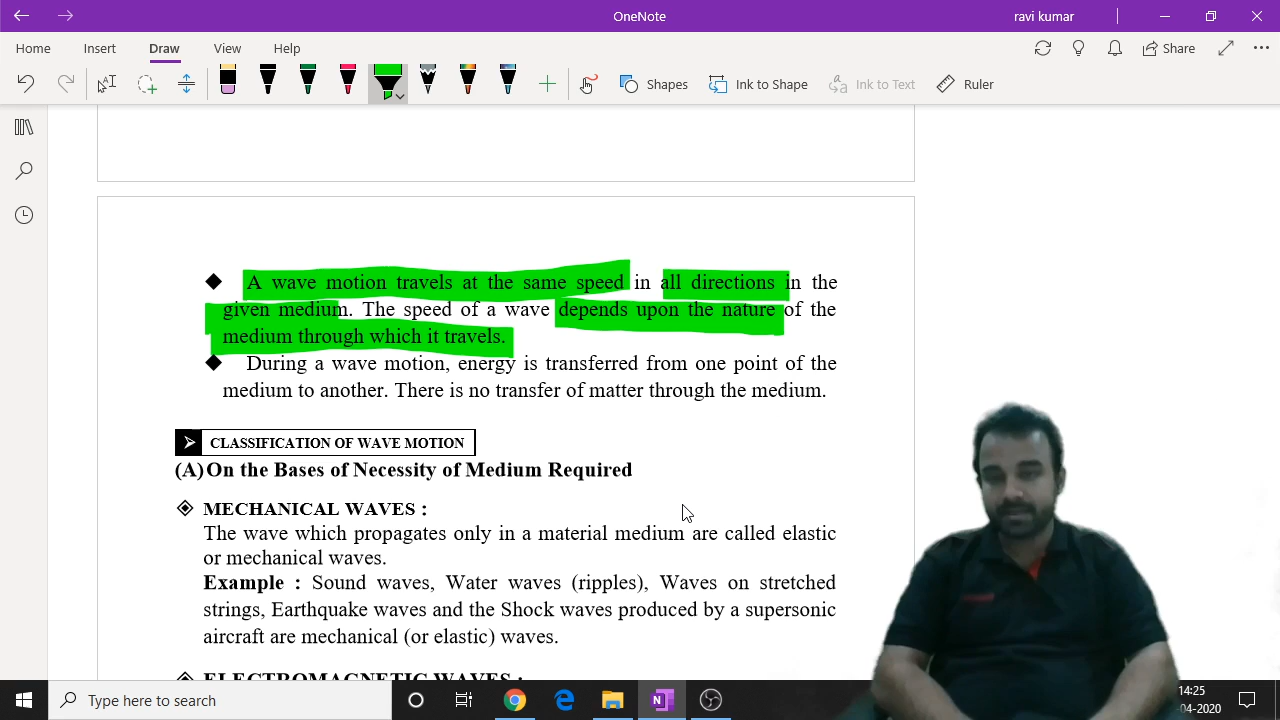 OneNote
ravi kumar
Home Insert Draw View Help
Share
Shapes Ink to Shape Ink to Text Ruler
A wave motion travels at the same speed in all directions in the
given medium. The speed of a wave depends upon the nature of the
medium through which it travels.
During a wave motion, energy is transferred from one point of the
medium to another. There is no transfer of matter through the medium.
CLASSIFICATION OF WAVE MOTION
(A)On the Bases of Necessity of Medium Required
MECHANICAL WAVES :
The wave which propagates only in a material medium are called elastic
or mechanical waves.
Example : Sound waves, Water waves (ripples), Waves on stretched
strings, Earthquake waves and the Shock waves produced by a supersonic
aircraft are mechanical (or elastic) waves.
ELECTROMAGNETIC WAVES :
Type here to search
14:25
04-2020